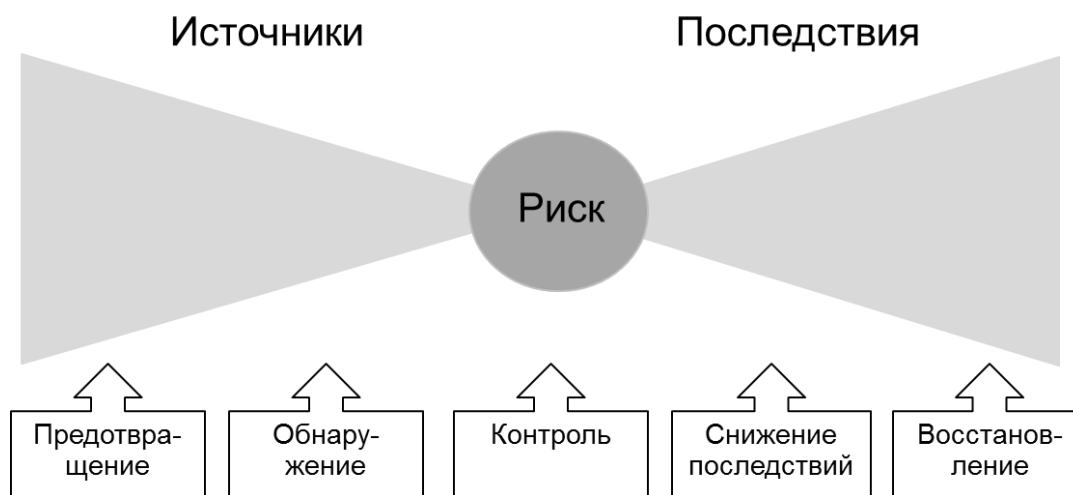 Источники
Последствия
Риск
Предотвра-
щение
Обнару-
жение
Контроль
Снижение
последствий
Восстанов-
ление